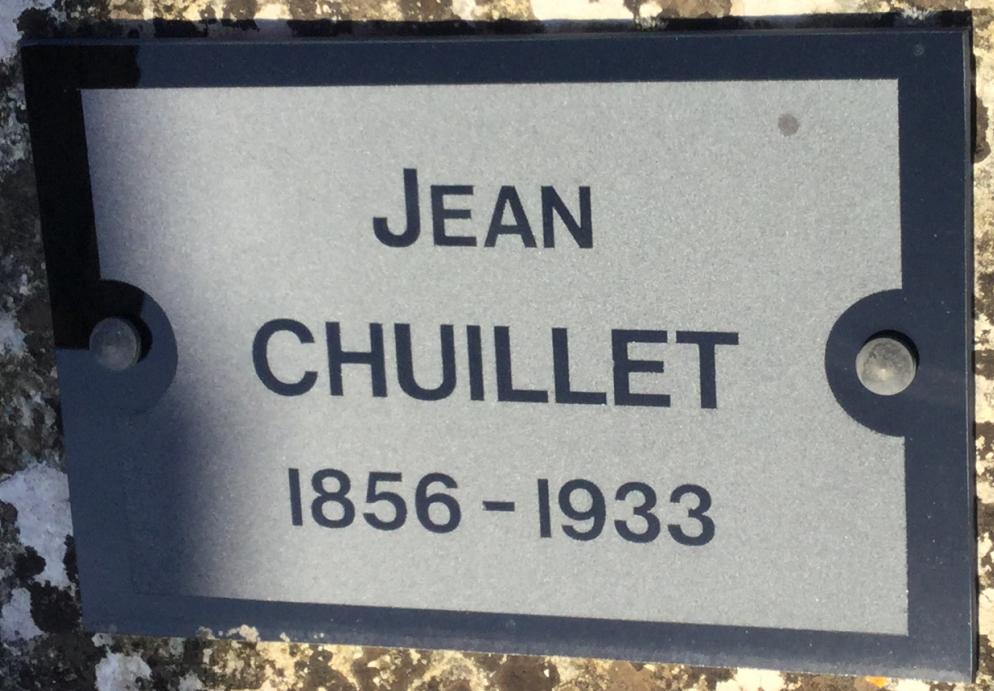 JEAN
CHUILLET
1856 - 1933